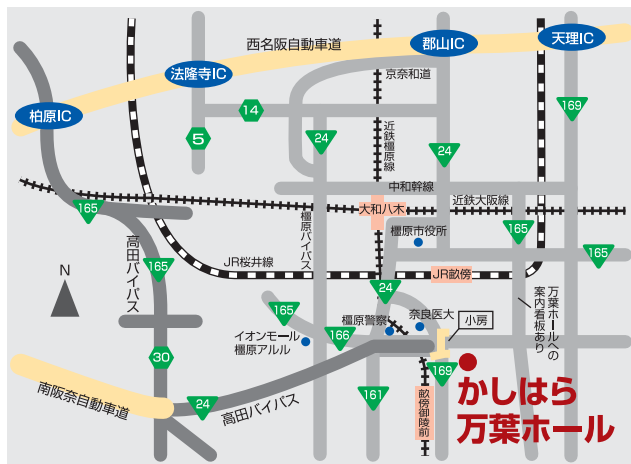 西名阪自動車道
郡山IC
天理IC
法隆寺IC
柏原IC
京奈和道
14
5
169
24
24
近鉄橿原線
中和幹線
大和八木
近鉄大阪線
165
橿原バイパス
橿原市役所
165
165
高田バイパス
165
JR桜井線
JR畝傍
N
24
万葉ホールへの
案内看板あり
165
橿原警察
奈良医大
小房
166
イオンモール
橿原アルル
30
169
かしはら
万葉ホール
南阪奈自動車道
24
高田バイパス
161
畝傍御陵前